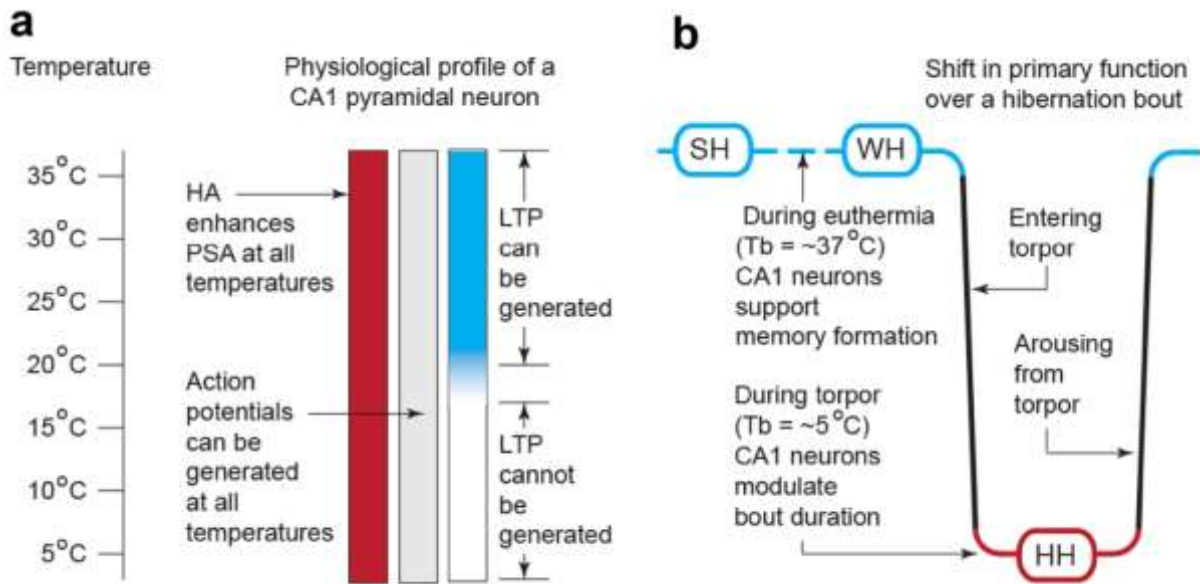 a
Temperature
Physiological profile of a
CA1 pyramidal neuron
35°C
30°C
25°C
20°C
15°C
10°C
5°C
HA
enhances
PSA at all
temperatures
Action
potentials
can be
generated
at all
temperatures
LTP
can
be
generated
LTP
cannot
be
generated
b
Shift in primary function
over a hibernation bout
SH
WH
During euthermia
(Tb = ~37°C)
CA1 neurons
support
memory formation
During torpor
(Tb = ~5°C)
CA1 neurons
modulate
bout duration
Entering
torpor
Arousing
from
torpor
HH